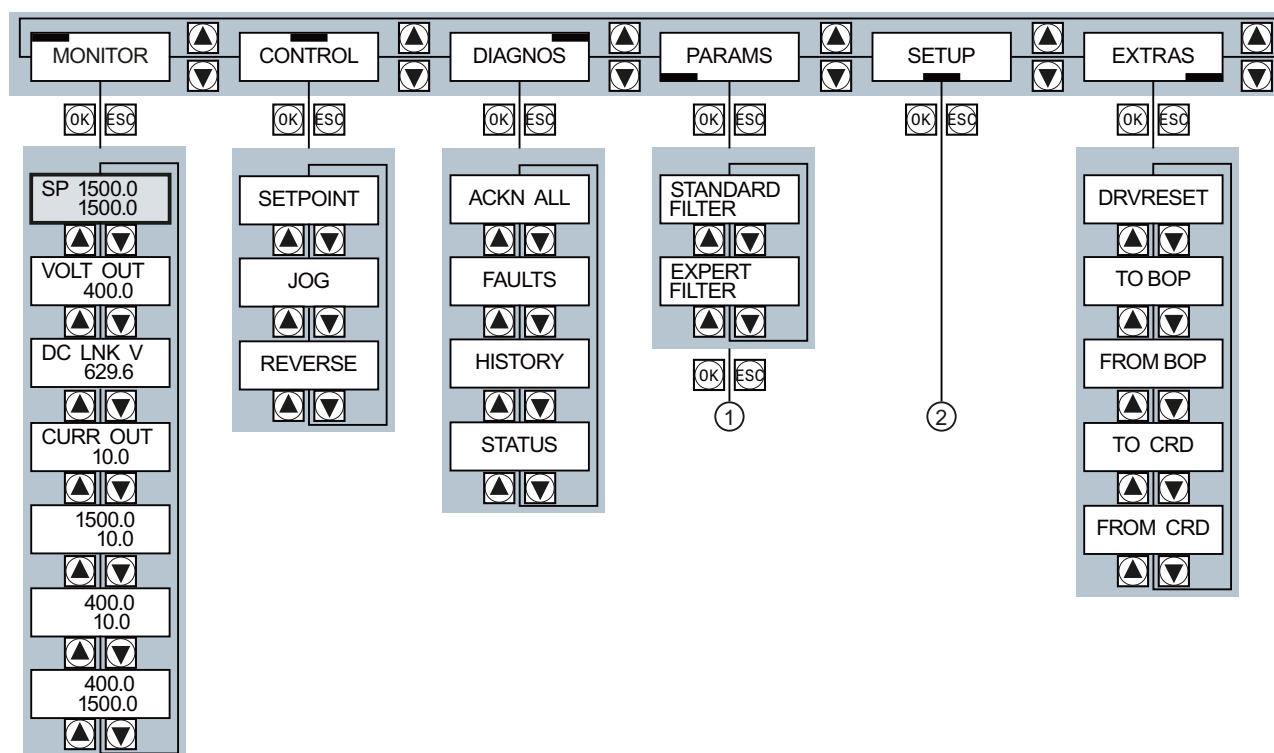 MONITOR
CONTROL
DIAGNOS
PARAMS
SETUP
EXTRAS
OK ESC
OK ESC
OK ESC
OK ESC
OK ESC
OK ESC
SP 1500.0
1500.0
VOLT OUT
400.0
DC LNK V
629.6
CURR OUT
10.0
1500.0
10.0
400.0
10.0
400.0
1500.0
SETPOINT
JOG
REVERSE
ACKN ALL
FAULTS
HISTORY
STATUS
STANDARD
FILTER
EXPERT
FILTER
OK ESC
1
2
DRVRESET
TO BOP
FROM BOP
TO CRD
FROM CRD